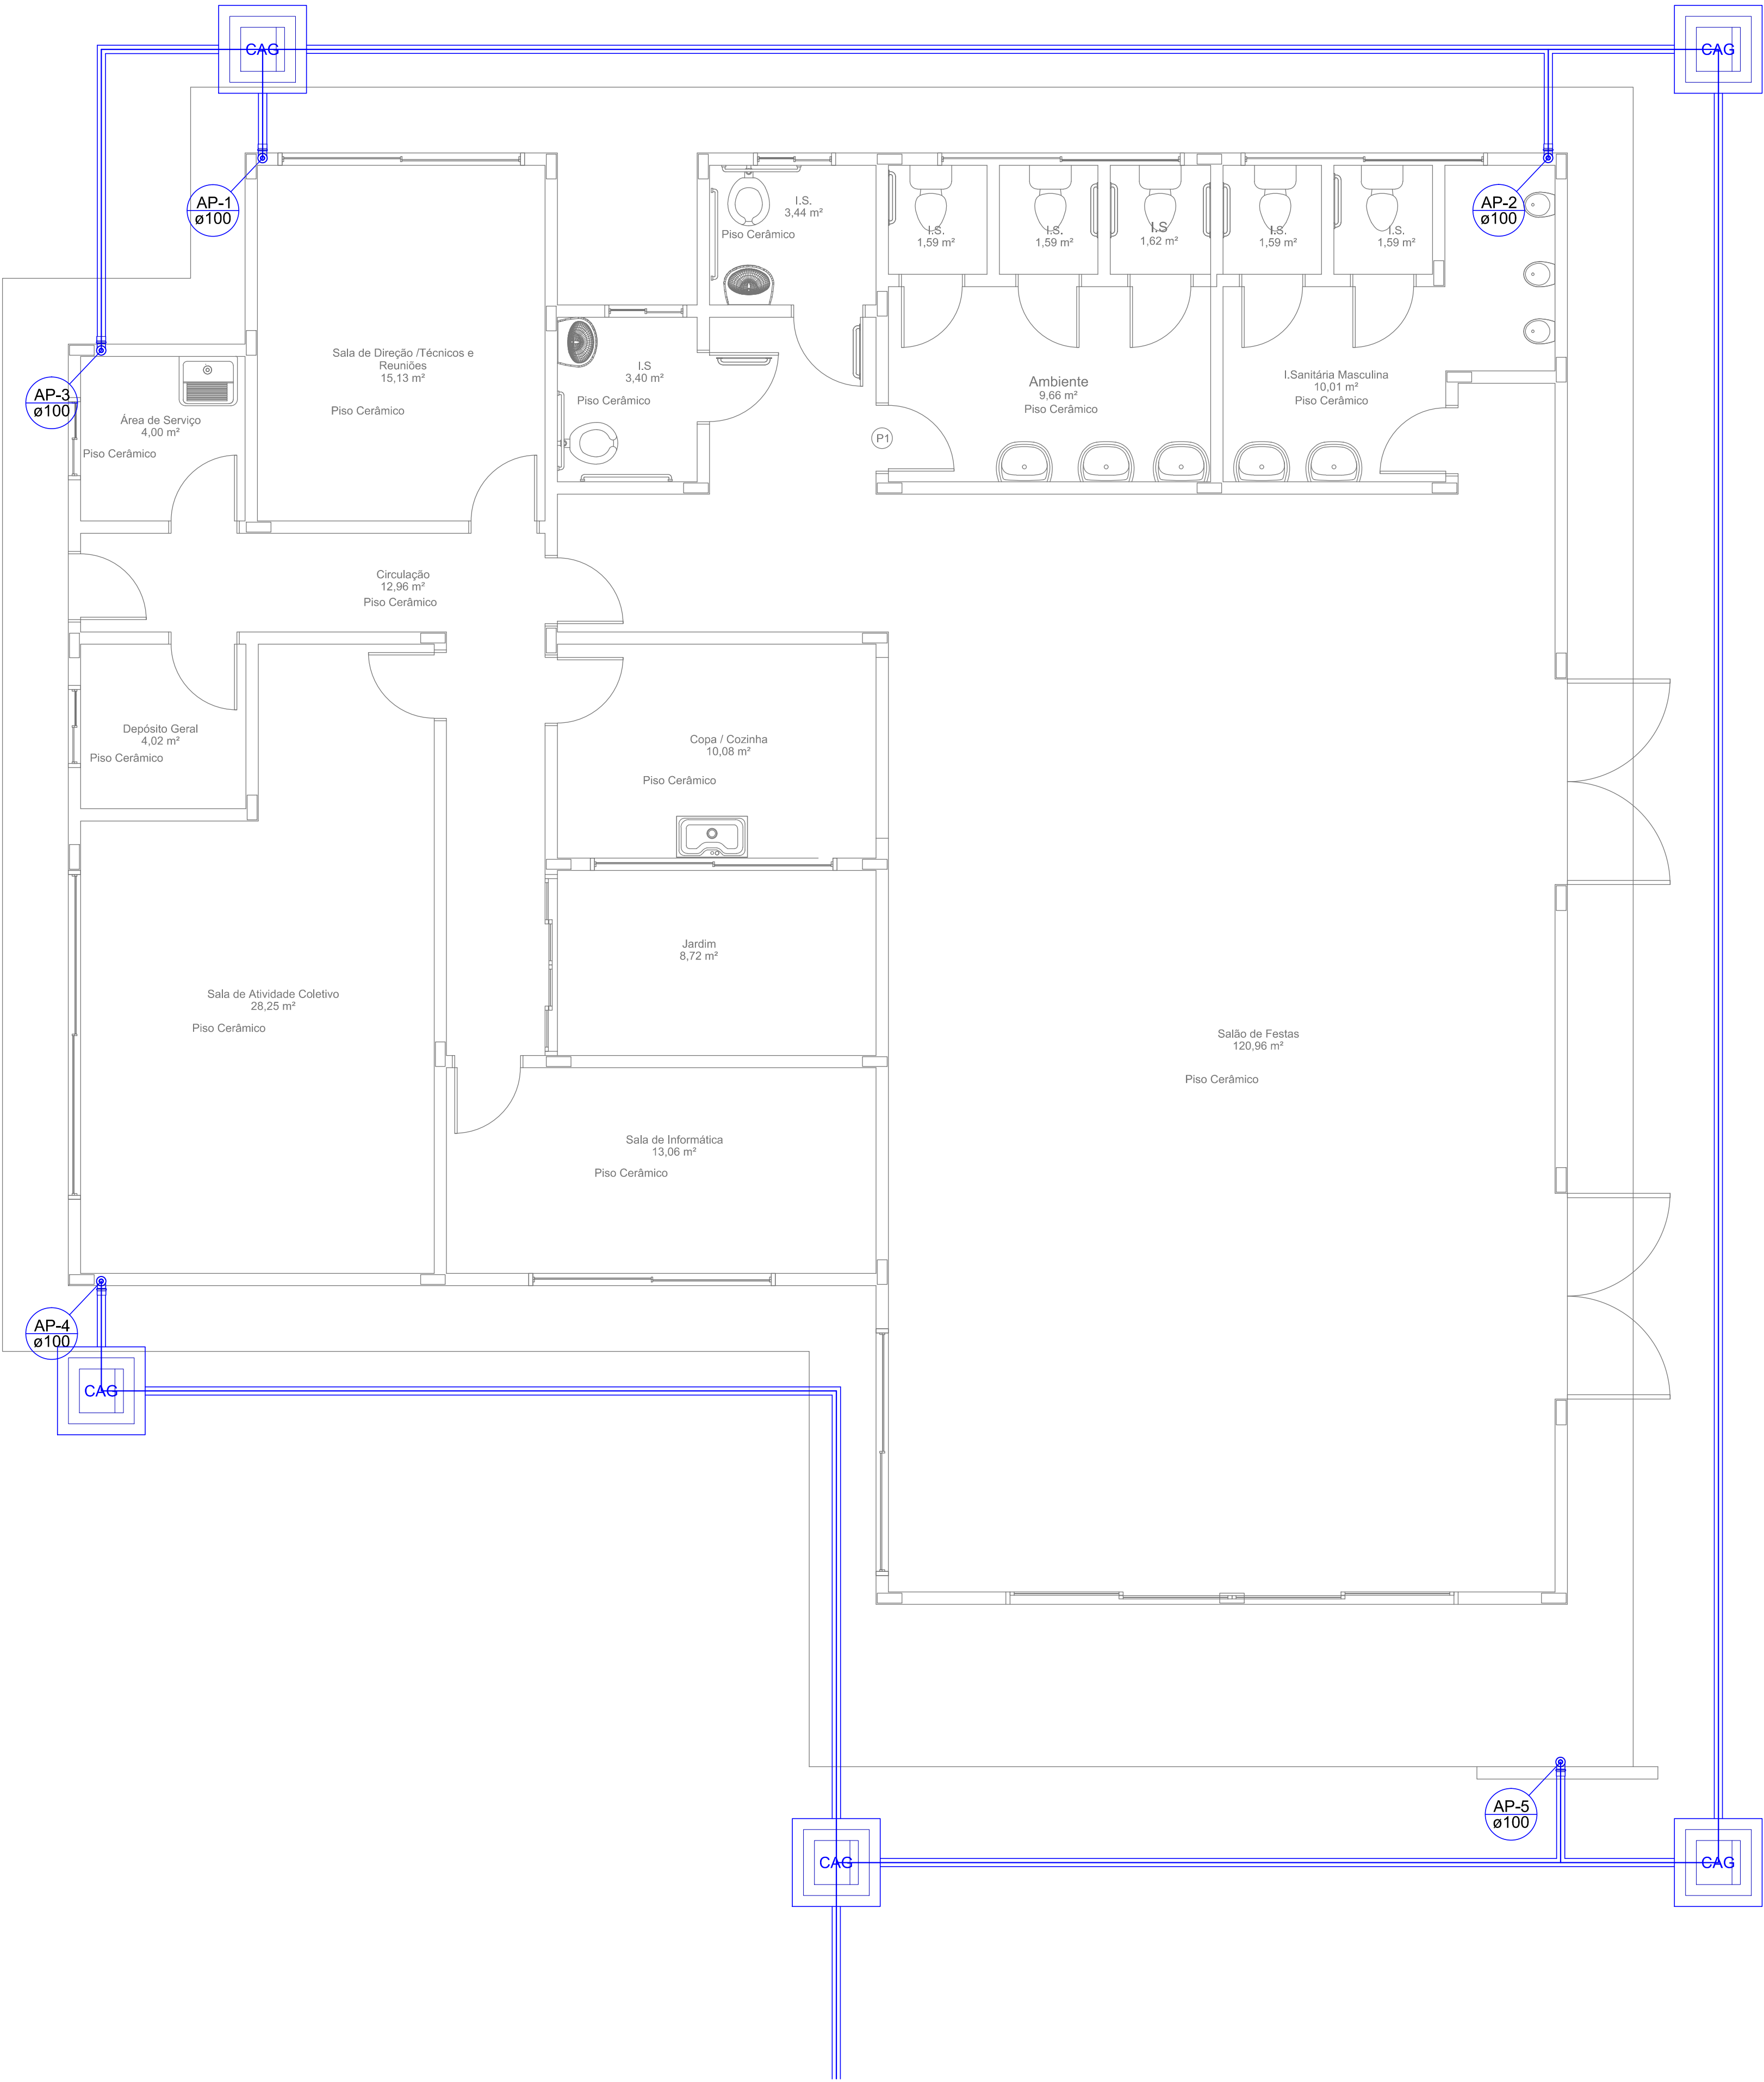 CAG
CAG
AP-1
ø100
AP-2
ø100
I.S.
3,44 m²
Piso Cerâmico
I.S.
1,59 m²
I.S.
1,59 m²
I.S
1,62 m²
I.S.
1,59 m²
I.S.
1,59 m²
Sala de Direção /Técnicos e
Reuniões
15,13 m²
Piso Cerâmico
I.S
3,40 m²
Piso Cerâmico
Ambiente
9,66 m²
Piso Cerâmico
I.Sanitária Masculina
10,01 m²
Piso Cerâmico
AP-3
ø100
Área de Serviço
4,00 m²
Piso Cerâmico
P1
Circulação
12,96 m²
Piso Cerâmico
Depósito Geral
4,02 m²
Piso Cerâmico
Copa / Cozinha
10,08 m²
Piso Cerâmico
Jardim
8,72 m²
Sala de Atividade Coletivo
28,25 m²
Piso Cerâmico
Salão de Festas
120,96 m²
Piso Cerâmico
Sala de Informática
13,06 m²
Piso Cerâmico
AP-4
ø100
CAG
AP-5
ø100
CAG
CAG